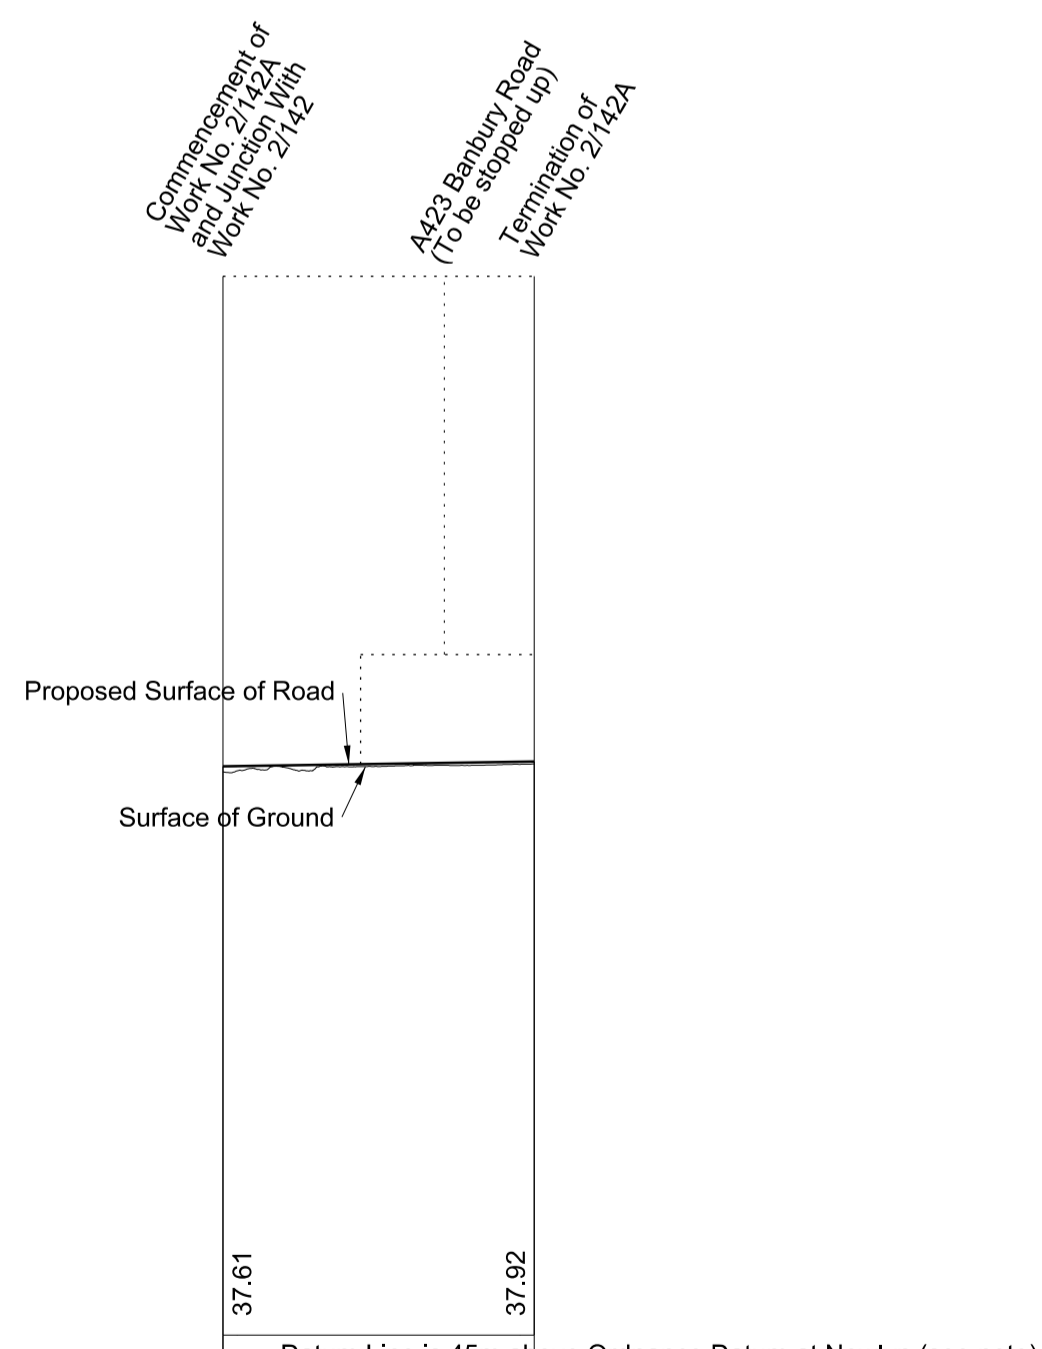 Commencement of
Work No. 2/142A
and Junction With
Work No. 2/142
A423 Banbury Road
(To be stopped up)
Termination of
Work No. 2/142A
Proposed Surface of Road
Surface of Ground
37.61
37.92